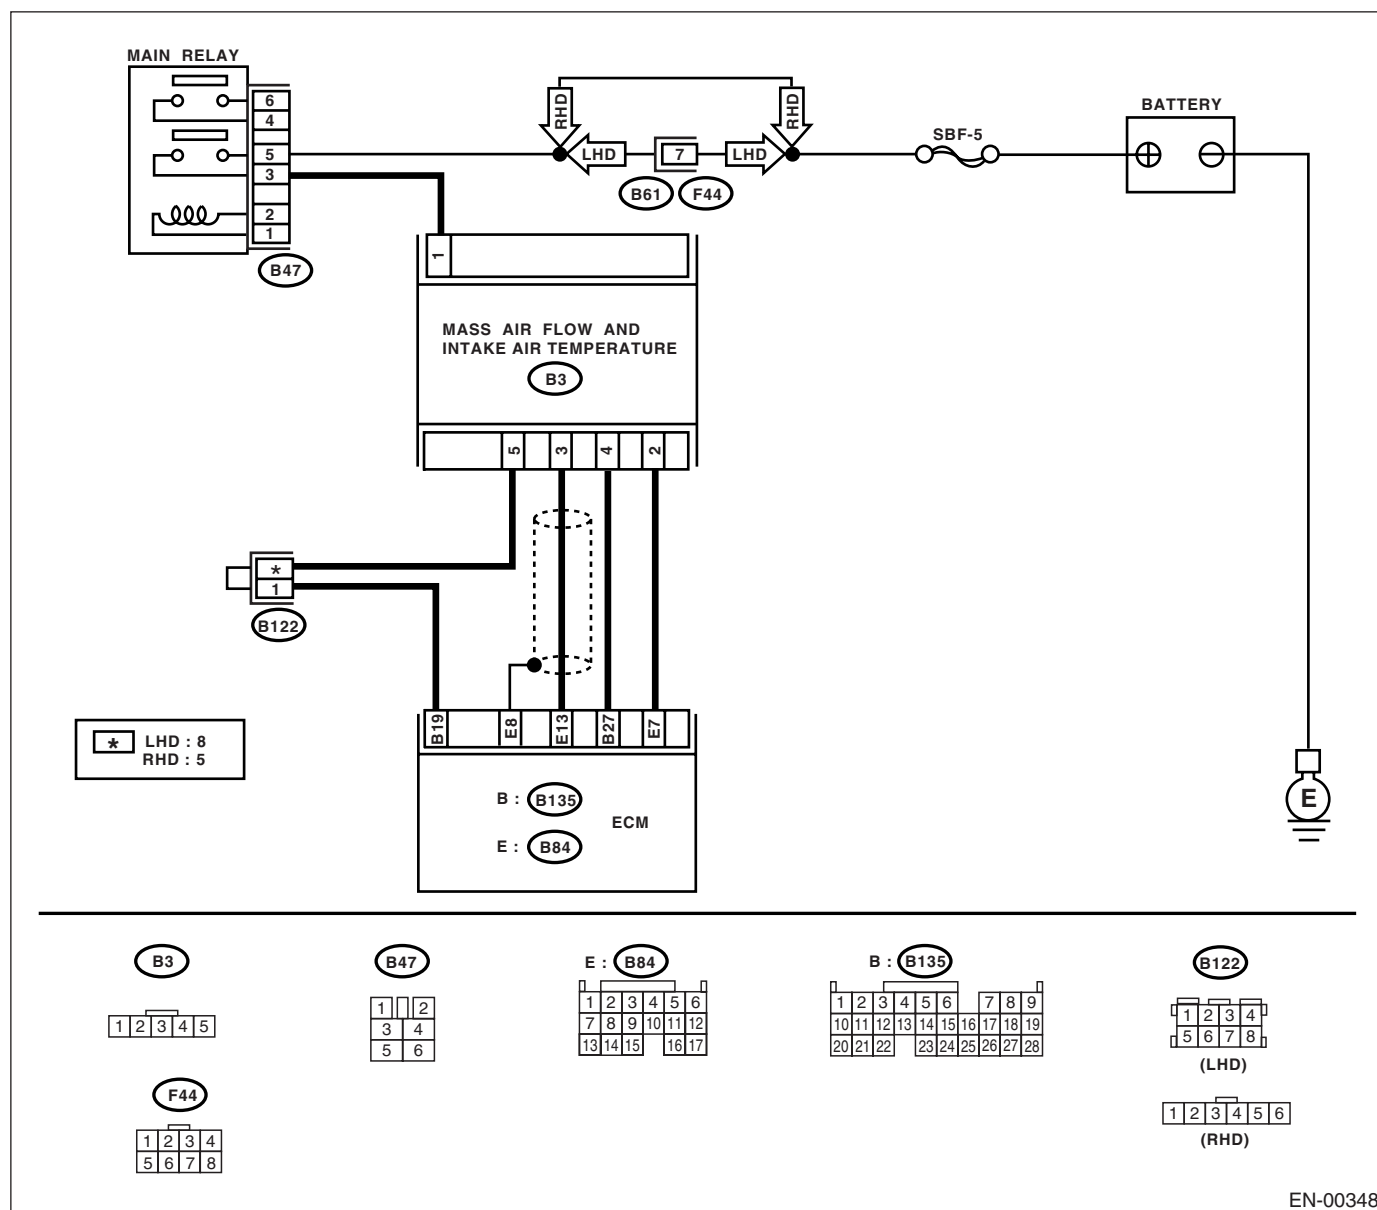 MAIN RELAY
6
4
5
3
2
1
B47
RHD
RHD
LHD
7
LHD
B61
F44
SBF-5
BATTERY
1
MASS AIR FLOW AND
INTAKE AIR TEMPERATURE
B3
5
3
4
2
*
1
B122
* LHD : 8
RHD : 5
B19
E8
E13
B27
E7
B : B135
E : B84
ECM
E
B3
1 2 3 4 5
F44
1 2 3 4
5 6 7 8
B47
1 2
3 4
5 6
E : B84
1 2 3 4 5 6
7 8 9 10 11 12
13 14 15 16 17
B : B135
1 2 3 4 5 6 7 8 9
10 11 12 13 14 15 16 17 18 19
20 21 22 23 24 25 26 27 28
B122
1 2 3 4
5 6 7 8
(LHD)
1 2 3 4 5 6
(RHD)
EN-00348